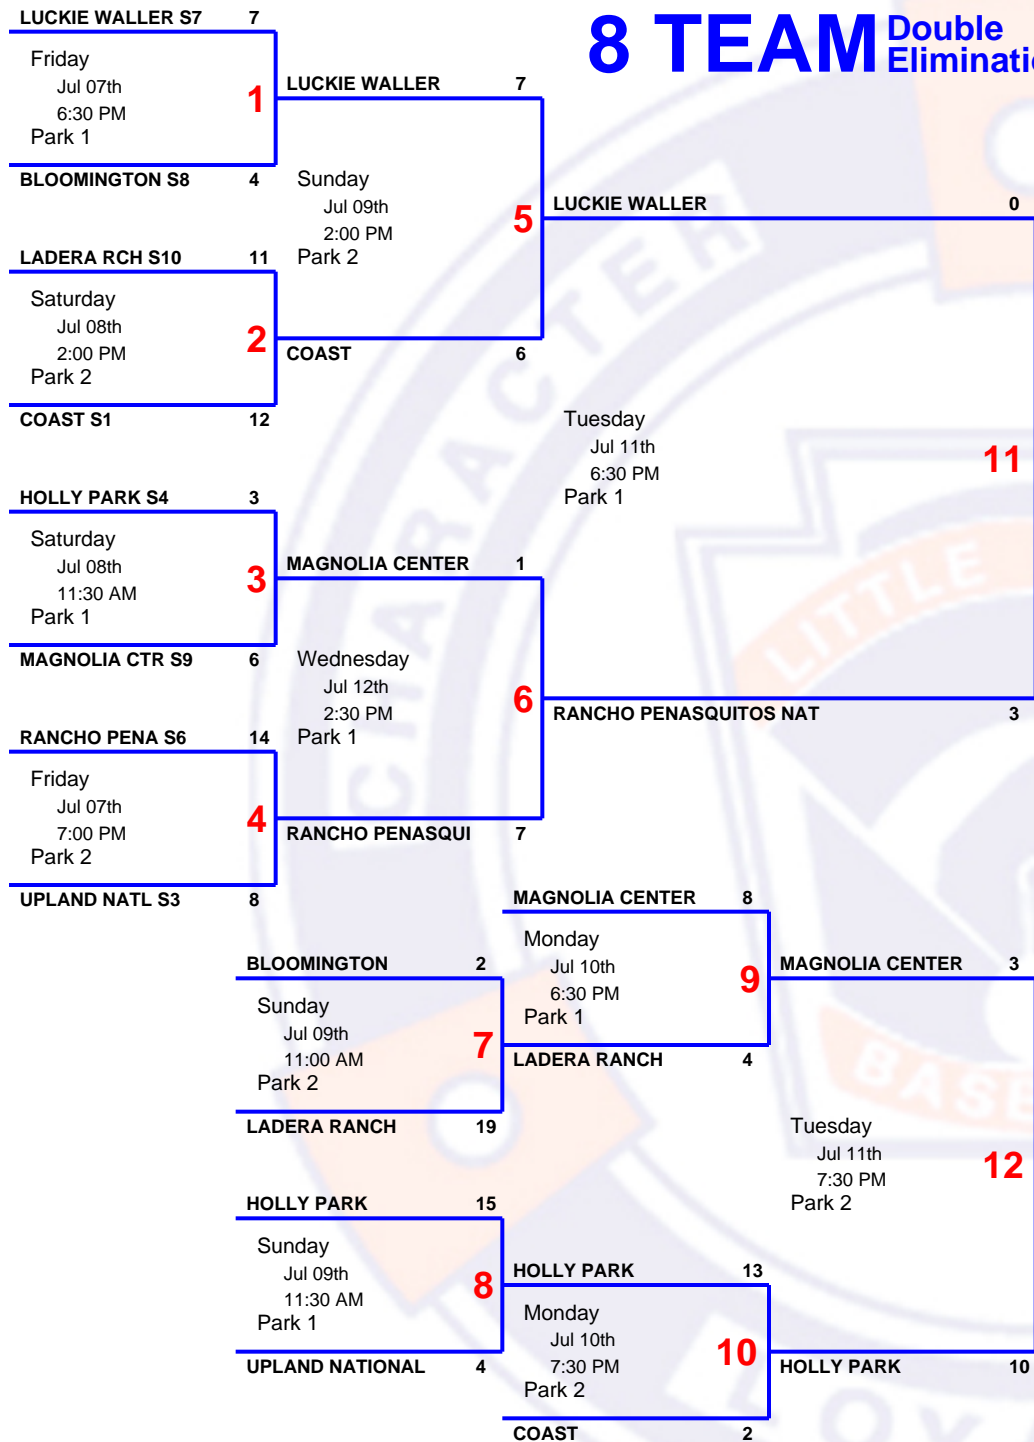 8 TEAM Double
LUCKIE WALLER S7 7
Friday
Jul 07th
6:30 PM
Park 1
1
BLOOMINGTON S8 4
LUCKIE WALLER 7
Sunday
Jul 09th
2:00 PM
Park 2
5
LADERA RCH S10 11
Saturday
Jul 08th
2:00 PM
Park 2
2
COAST S1 12
COAST 6
LUCKIE WALLER 0
Tuesday
Jul 11th
6:30 PM
Park 1
11
HOLLY PARK S4 3
Saturday
Jul 08th
11:30 AM
Park 1
3
MAGNOLIA CTR S9 6
MAGNOLIA CENTER 1
Wednesday
Jul 12th
2:30 PM
Park 1
6
RANCHO PENASQUITOS NAT 3
RANCHO PENA S6 14
Friday
Jul 07th
7:00 PM
Park 2
4
UPLAND NATL S3 8
RANCHO PENASQUI 7
MAGNOLIA CENTER 8
Monday
Jul 10th
6:30 PM
Park 1
9
LADERA RANCH 4
BLOOMINGTON 2
Sunday
Jul 09th
11:00 AM
Park 2
7
LADERA RANCH 19
MAGNOLIA CENTER 3
Tuesday
Jul 11th
7:30 PM
Park 2
12
HOLLY PARK 15
Sunday
Jul 09th
11:30 AM
Park 1
8
UPLAND NATIONAL 4
HOLLY PARK 13
Monday
Jul 10th
7:30 PM
Park 2
10
COAST 2
HOLLY PARK 10
CHARACTER
LITTLE